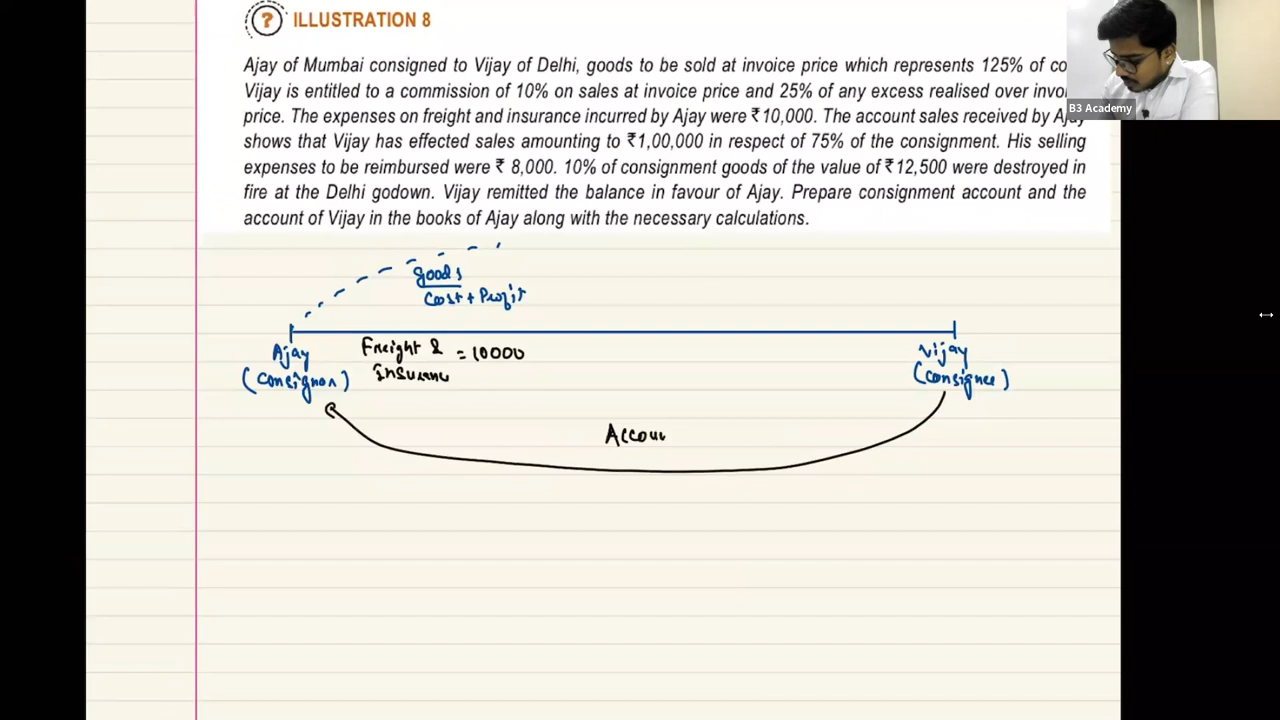 ? ILLUSTRATION 8
Ajay of Mumbai consigned to Vijay of Delhi, goods to be sold at invoice price which represents 125% of co
Vijay is entitled to a commission of 10% on sales at invoice price and 25% of any excess realised over invo
price. The expenses on freight and insurance incurred by Ajay were ₹ 10,000. The account sales received by Aj
shows that Vijay has effected sales amounting to ₹ 1,00,000 in respect of 75% of the consignment. His selling
expenses to be reimbursed were ₹ 8,000. 10% of consignment goods of the value of ₹ 12,500 were destroyed in
fire at the Delhi godown. Vijay remitted the balance in favour of Ajay. Prepare consignment account and the
account of Vijay in the books of Ajay along with the necessary calculations.
B3 Academy
goods
Cost + Profit
Ajay
(Consignor)
Freight &
Insurance
= 10000
Vijay
(Consignee)
Accou